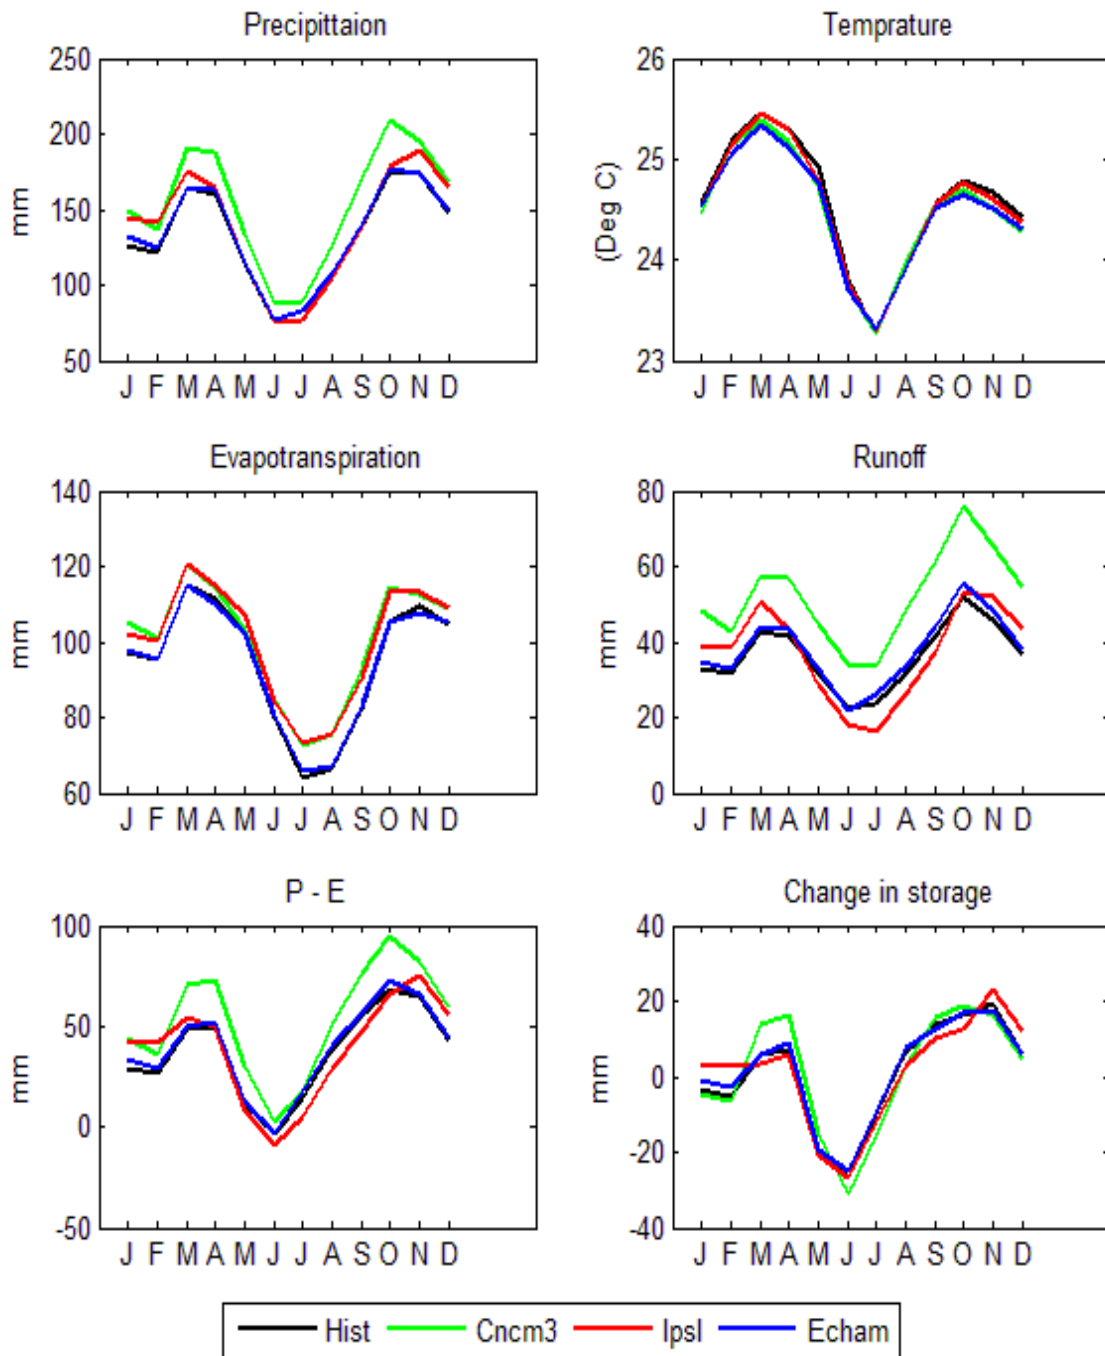 Precipittaion
250
200
150
100
50
mm
J F M A M J J A S O N D
Temprature
26
25
24
23
(Deg C)
J F M A M J J A S O N D
Evapotranspiration
140
120
100
80
60
mm
J F M A M J J A S O N D
Runoff
80
60
40
20
0
mm
J F M A M J J A S O N D
P - E
100
50
0
-50
mm
J F M A M J J A S O N D
Change in storage
40
20
0
-20
-40
mm
J F M A M J J A S O N D
Hist Cncm3 Ipsl Echam